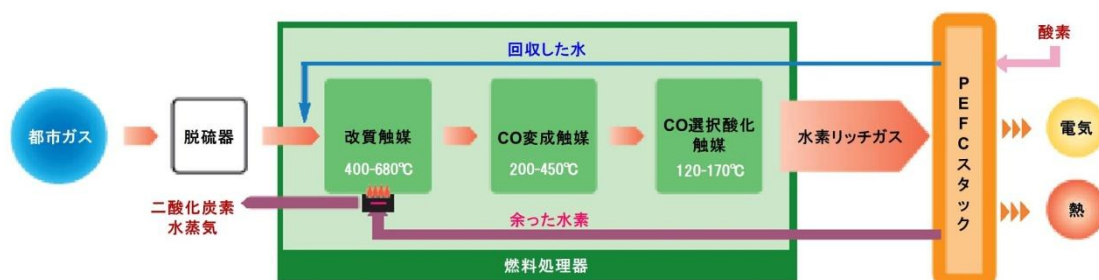 回収した水
酸素
都市ガス
脱硫器
改質触媒
400-680℃
CO変成触媒
200-450℃
CO選択酸化
触媒
120-170℃
水素リッチガス
PEFCスタック
電気
熱
二酸化炭素
水蒸気
余った水素
燃料処理器